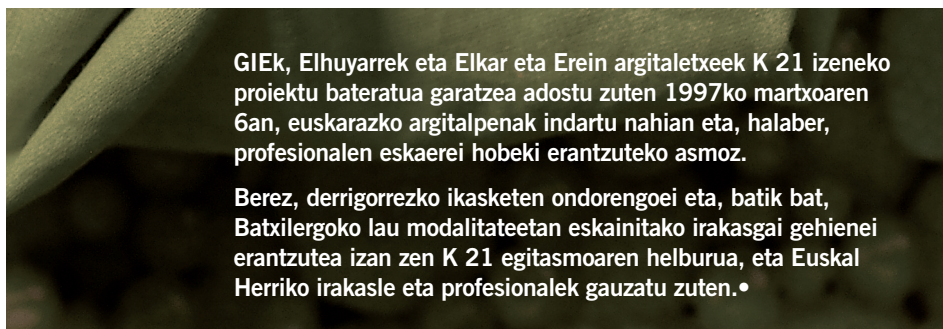 GIEk, Elhuyarrek eta Elkar eta Erein argitaletxeek K 21 izeneko
proiektu bateratua garatzea adostu zuten 1997ko martxoaren
6an, euskarazko argitalpenak indartu nahian eta, halaber,
profesionalen eskaerei hobeki erantzuteko asmoz.
Berez, derrigorrezko ikasketen ondorengoei eta, batik bat,
Batxilergoko lau modalitateetan eskainitako irakasgai gehienei
erantzutea izan zen K 21 egitasmoaren helburua, eta Euskal
Herriko irakasle eta profesionalek gauzatu zuten.•